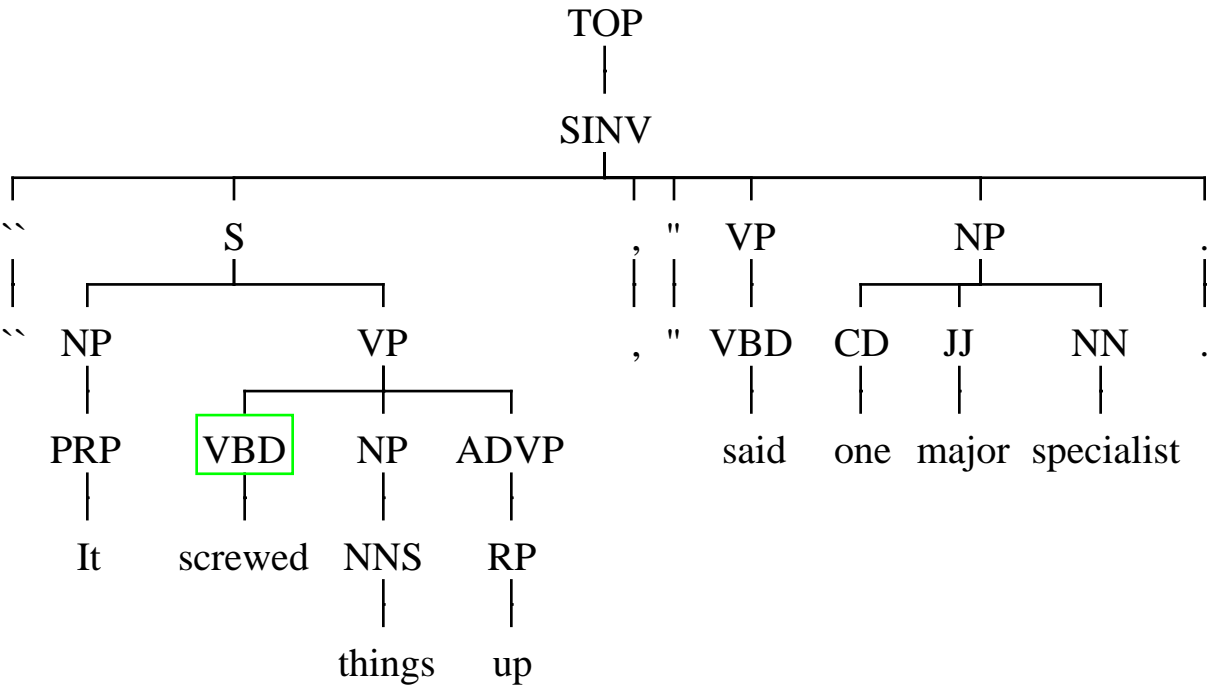 TOP
SINV
`` S , '' VP NP .
`` NP VP , '' VBD CD JJ NN .
PRP VBD NP ADVP said one major specialist
It screwed NNS RP
things up